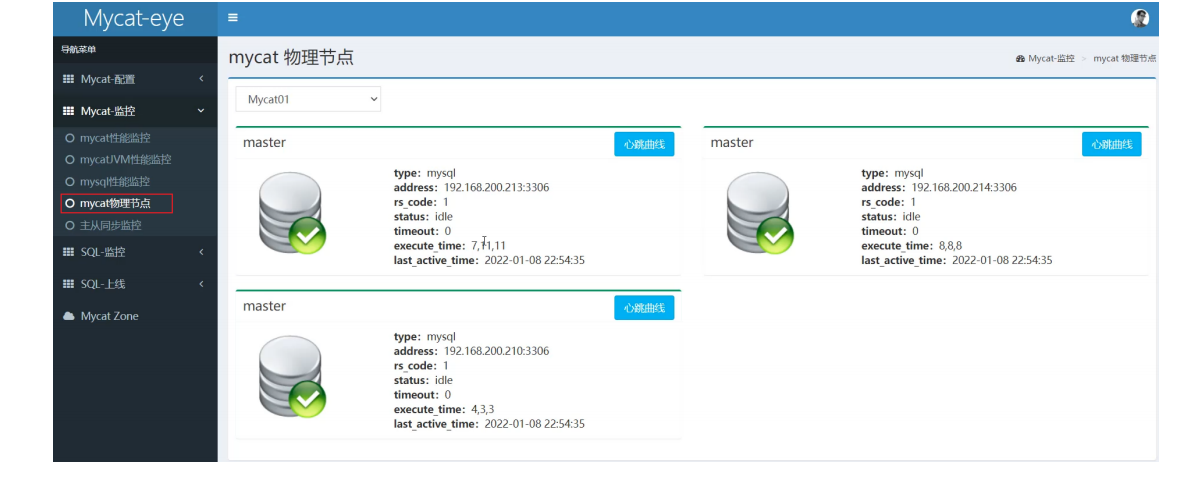 Mycat-eye
导航菜单
Mycat-配置
Mycat-监控
mycat性能监控
mycatJVM性能监控
mysql性能监控
mycat物理节点
主从同步监控
SQL-监控
SQL-上线
Mycat Zone
mycat 物理节点
Mycat-监控 > mycat 物理节点
Mycat01
master
心跳曲线
type: mysql
address: 192.168.200.213:3306
rs_code: 1
status: idle
timeout: 0
execute_time: 7,11,11
last_active_time: 2022-01-08 22:54:35
master
心跳曲线
type: mysql
address: 192.168.200.214:3306
rs_code: 1
status: idle
timeout: 0
execute_time: 8,8,8
last_active_time: 2022-01-08 22:54:35
master
心跳曲线
type: mysql
address: 192.168.200.210:3306
rs_code: 1
status: idle
timeout: 0
execute_time: 4,3,3
last_active_time: 2022-01-08 22:54:35